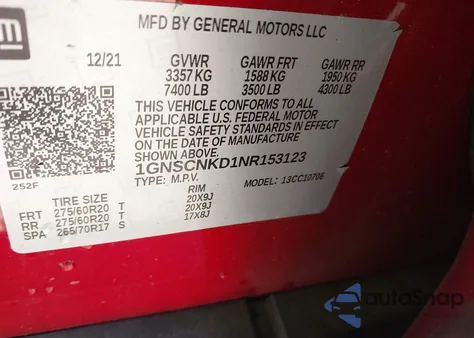 gm
MFD BY GENERAL MOTORS LLC
12/21 GVWR GAWR FRT GAWR RR
3357 KG 1588 KG 1950 KG
7400 LB 3500 LB 4300 LB
THIS VEHICLE CONFORMS TO ALL
APPLICABLE U.S. FEDERAL MOTOR
VEHICLE SAFETY STANDARDS IN EFFECT
ON THE DATE OF MANUFACTURE
1GNSCNKD1NR153123
TYPE: M.P.V. MODEL: 13CC10706
252F
TIRE SIZE RIM
FRT 275/60R20 T 20X9J
RR 275/60R20 T 20X9J
SPA 265/70R17 S 17X8J
autoSnap